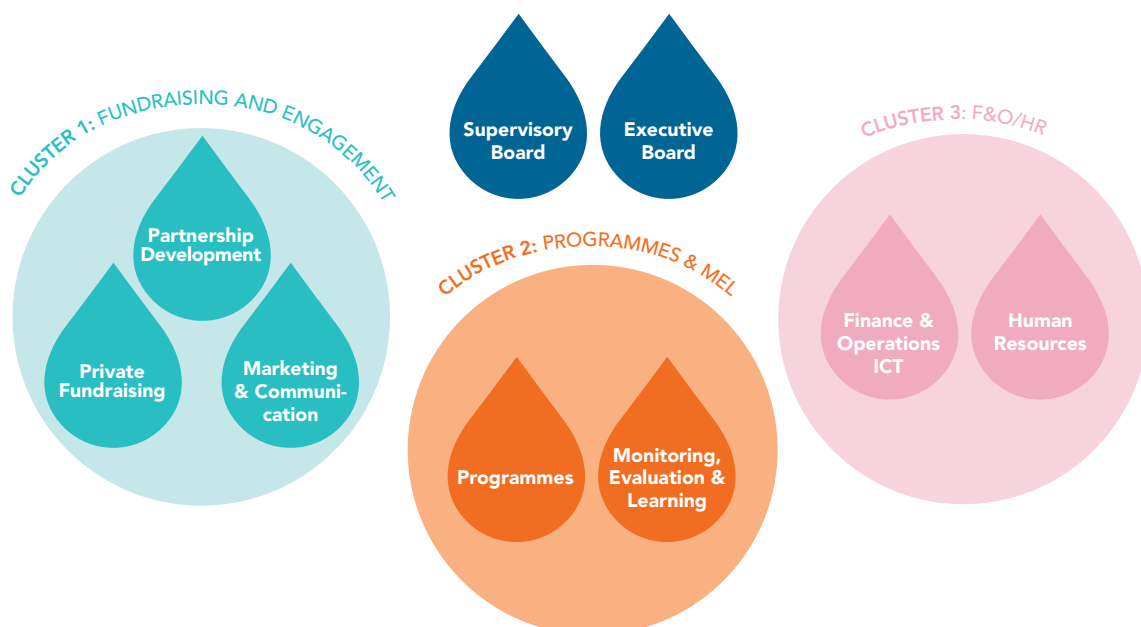 Supervisory
Board
Executive
Board
CLUSTER 1: FUNDRAISING AND ENGAGEMENT
Partnership
Development
Private
Fundraising
Marketing
& Communi-
cation
CLUSTER 2: PROGRAMMES & MEL
Programmes
Monitoring,
Evaluation &
Learning
CLUSTER 3: F&O/HR
Finance &
Operations
ICT
Human
Resources